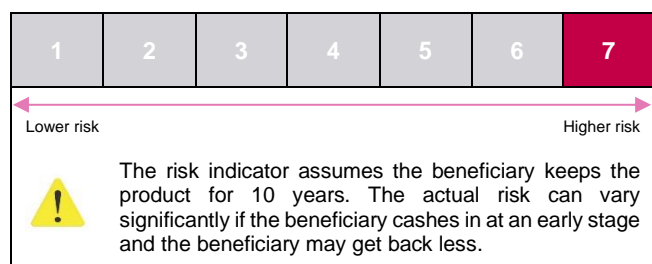 1 2 3 4 5 6 7
Lower risk Higher risk
The risk indicator assumes the beneficiary keeps the
product for 10 years. The actual risk can vary
significantly if the beneficiary cashes in at an early stage
and the beneficiary may get back less.